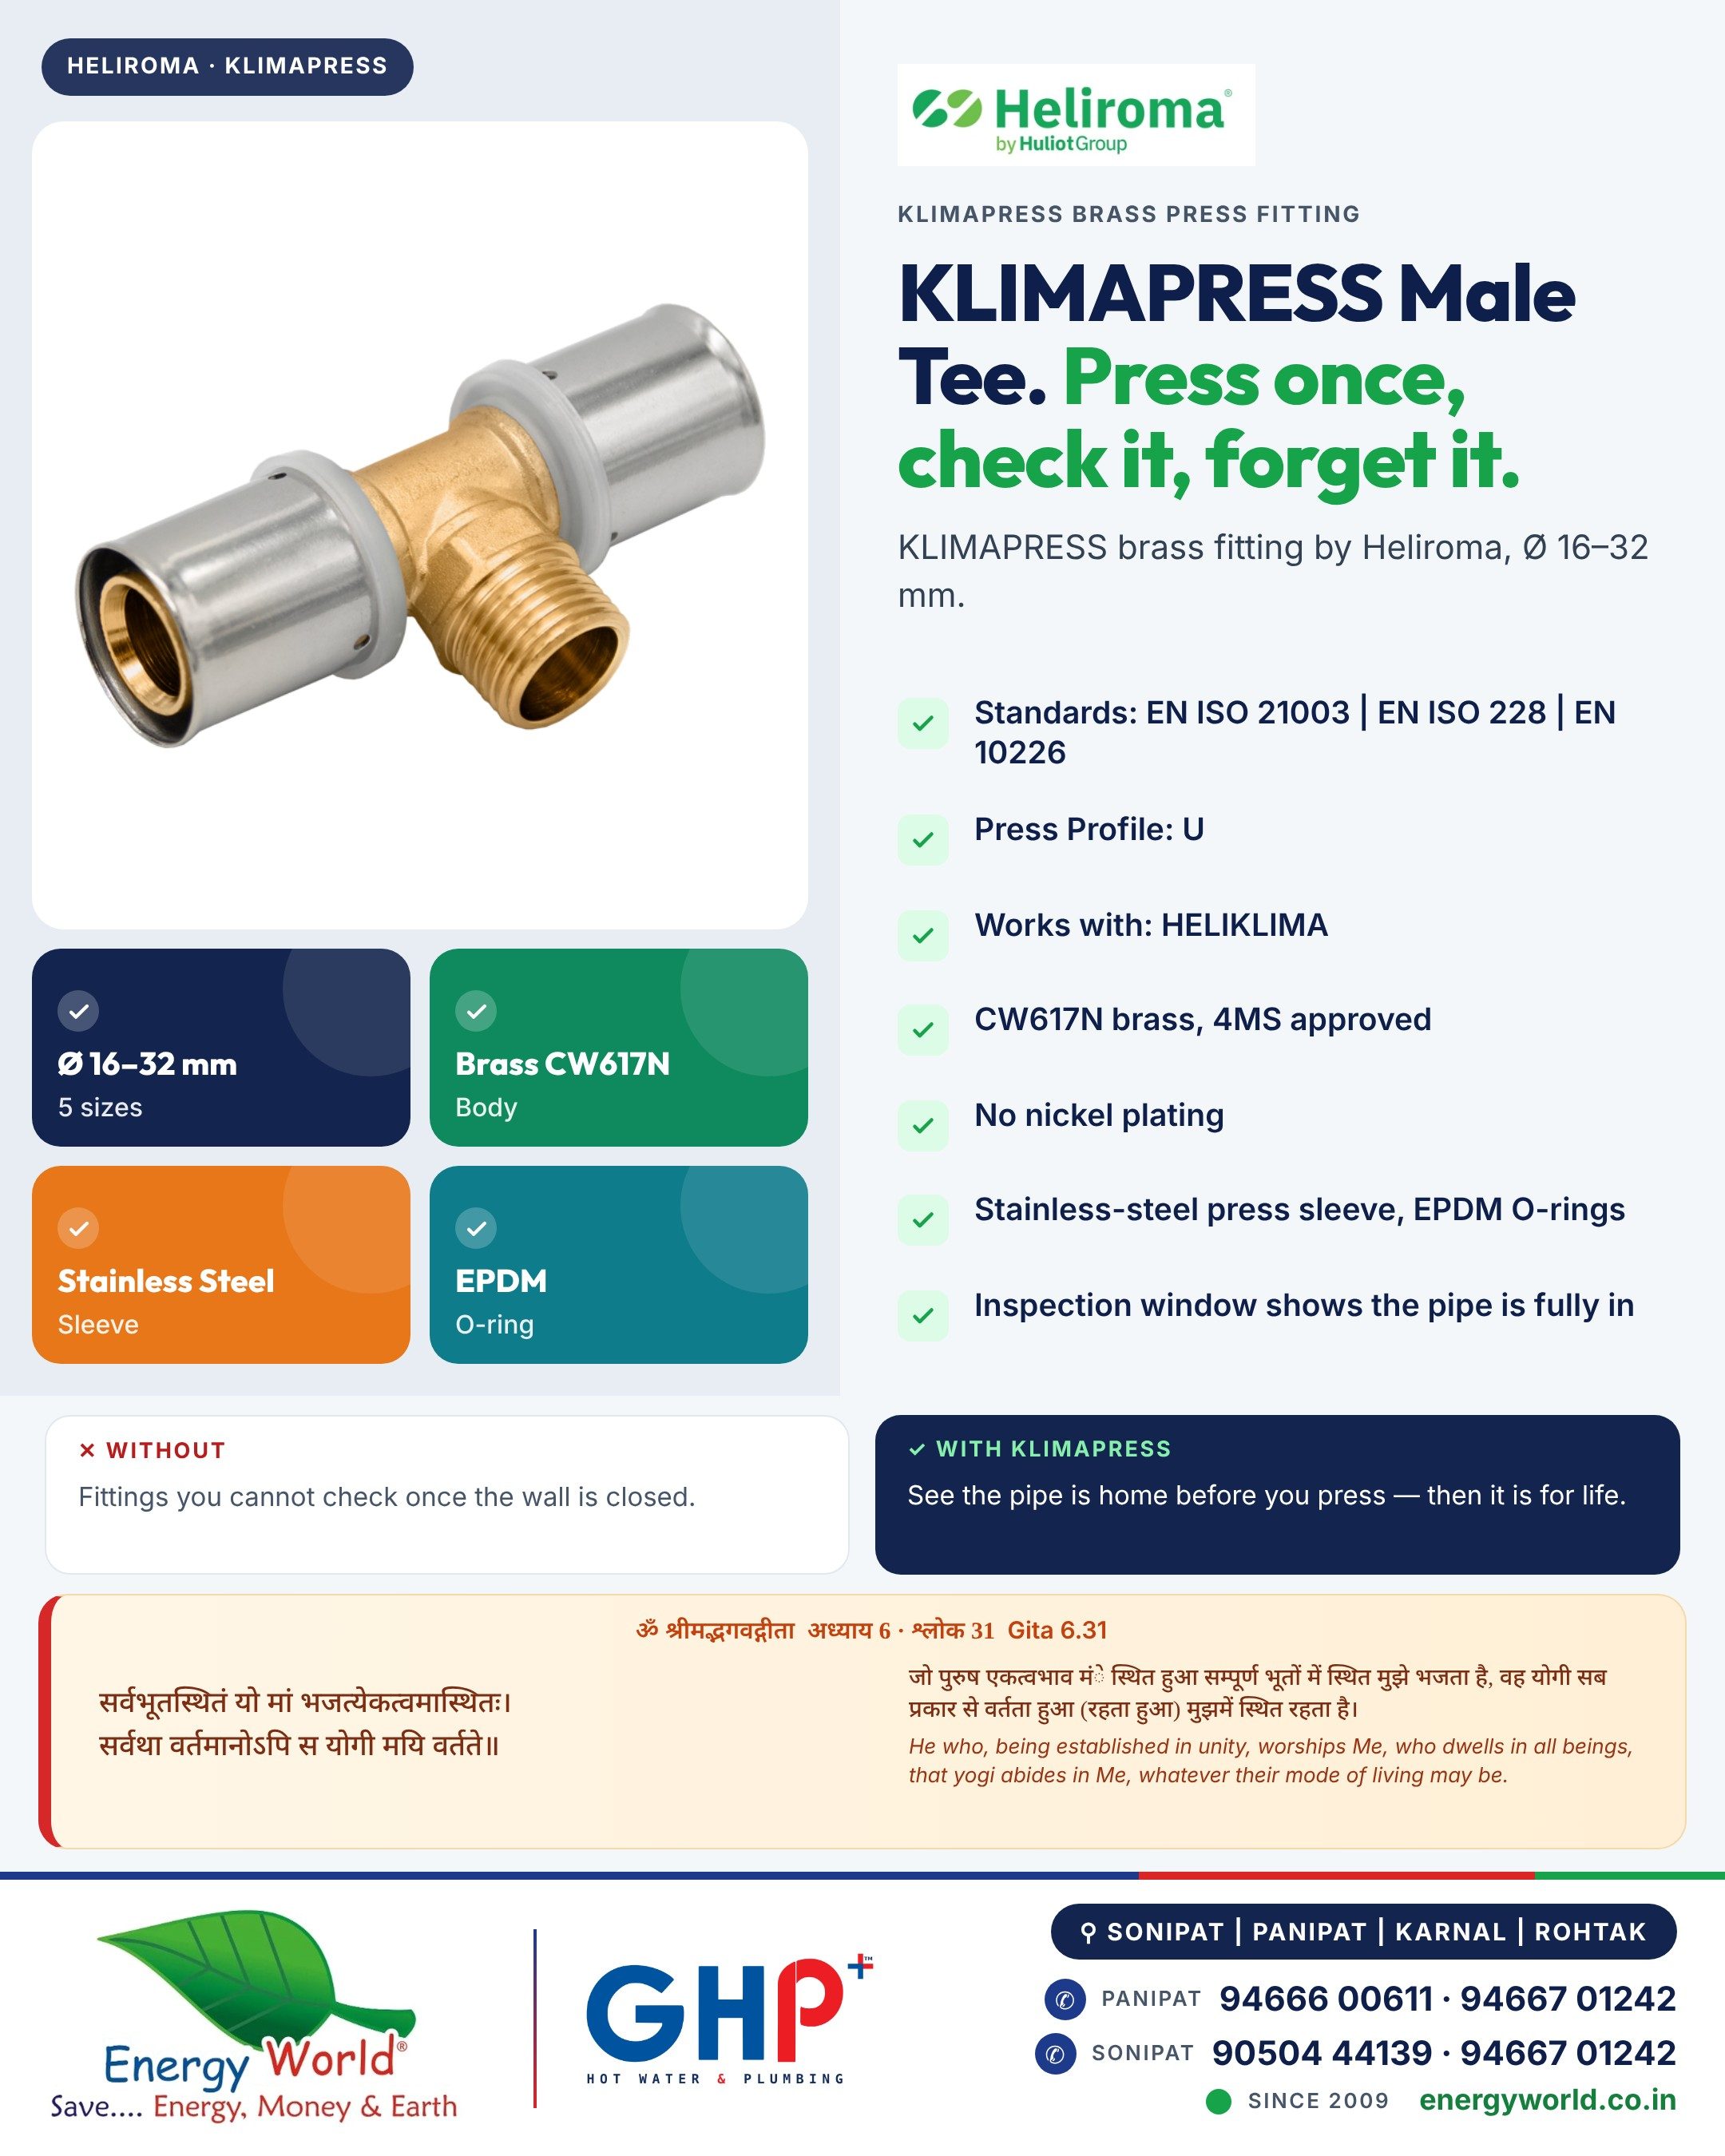 HELIROMA · KLIMAPRESS
Heliroma®
by HuliotGroup
KLIMAPRESS BRASS PRESS FITTING
KLIMAPRESS Male
Tee. Press once,
check it, forget it.
KLIMAPRESS brass fitting by Heliroma, Ø 16–32
mm.
Standards: EN ISO 21003 | EN ISO 228 | EN
10226
Press Profile: U
Works with: HELIKLIMA
CW617N brass, 4MS approved
No nickel plating
Stainless-steel press sleeve, EPDM O-rings
Inspection window shows the pipe is fully in
Ø 16–32 mm
5 sizes
Brass CW617N
Body
Stainless Steel
Sleeve
EPDM
O-ring
✕ WITHOUT
Fittings you cannot check once the wall is closed.
✓ WITH KLIMAPRESS
See the pipe is home before you press — then it is for life.
ॐ श्रीमद्भगवद्गीता अध्याय 6 · श्लोक 31 Gita 6.31
सर्वभूतस्थितं यो मां भजत्येकत्वमास्थितः।
सर्वथा वर्तमानोऽपि स योगी मयि वर्तते॥
जो पुरुष एकत्वभाव मंे स्थित हुआ सम्पूर्ण भूतों में स्थित मुझे भजता है, वह योगी सब
प्रकार से वर्तता हुआ (रहता हुआ) मुझमें स्थित रहता है।
He who, being established in unity, worships Me, who dwells in all beings,
that yogi abides in Me, whatever their mode of living may be.
Energy World®
Save.... Energy, Money & Earth
GHP+™
HOT WATER & PLUMBING
SONIPAT | PANIPAT | KARNAL | ROHTAK
PANIPAT 94666 00611 · 94667 01242
SONIPAT 90504 44139 · 94667 01242
SINCE 2009 energyworld.co.in